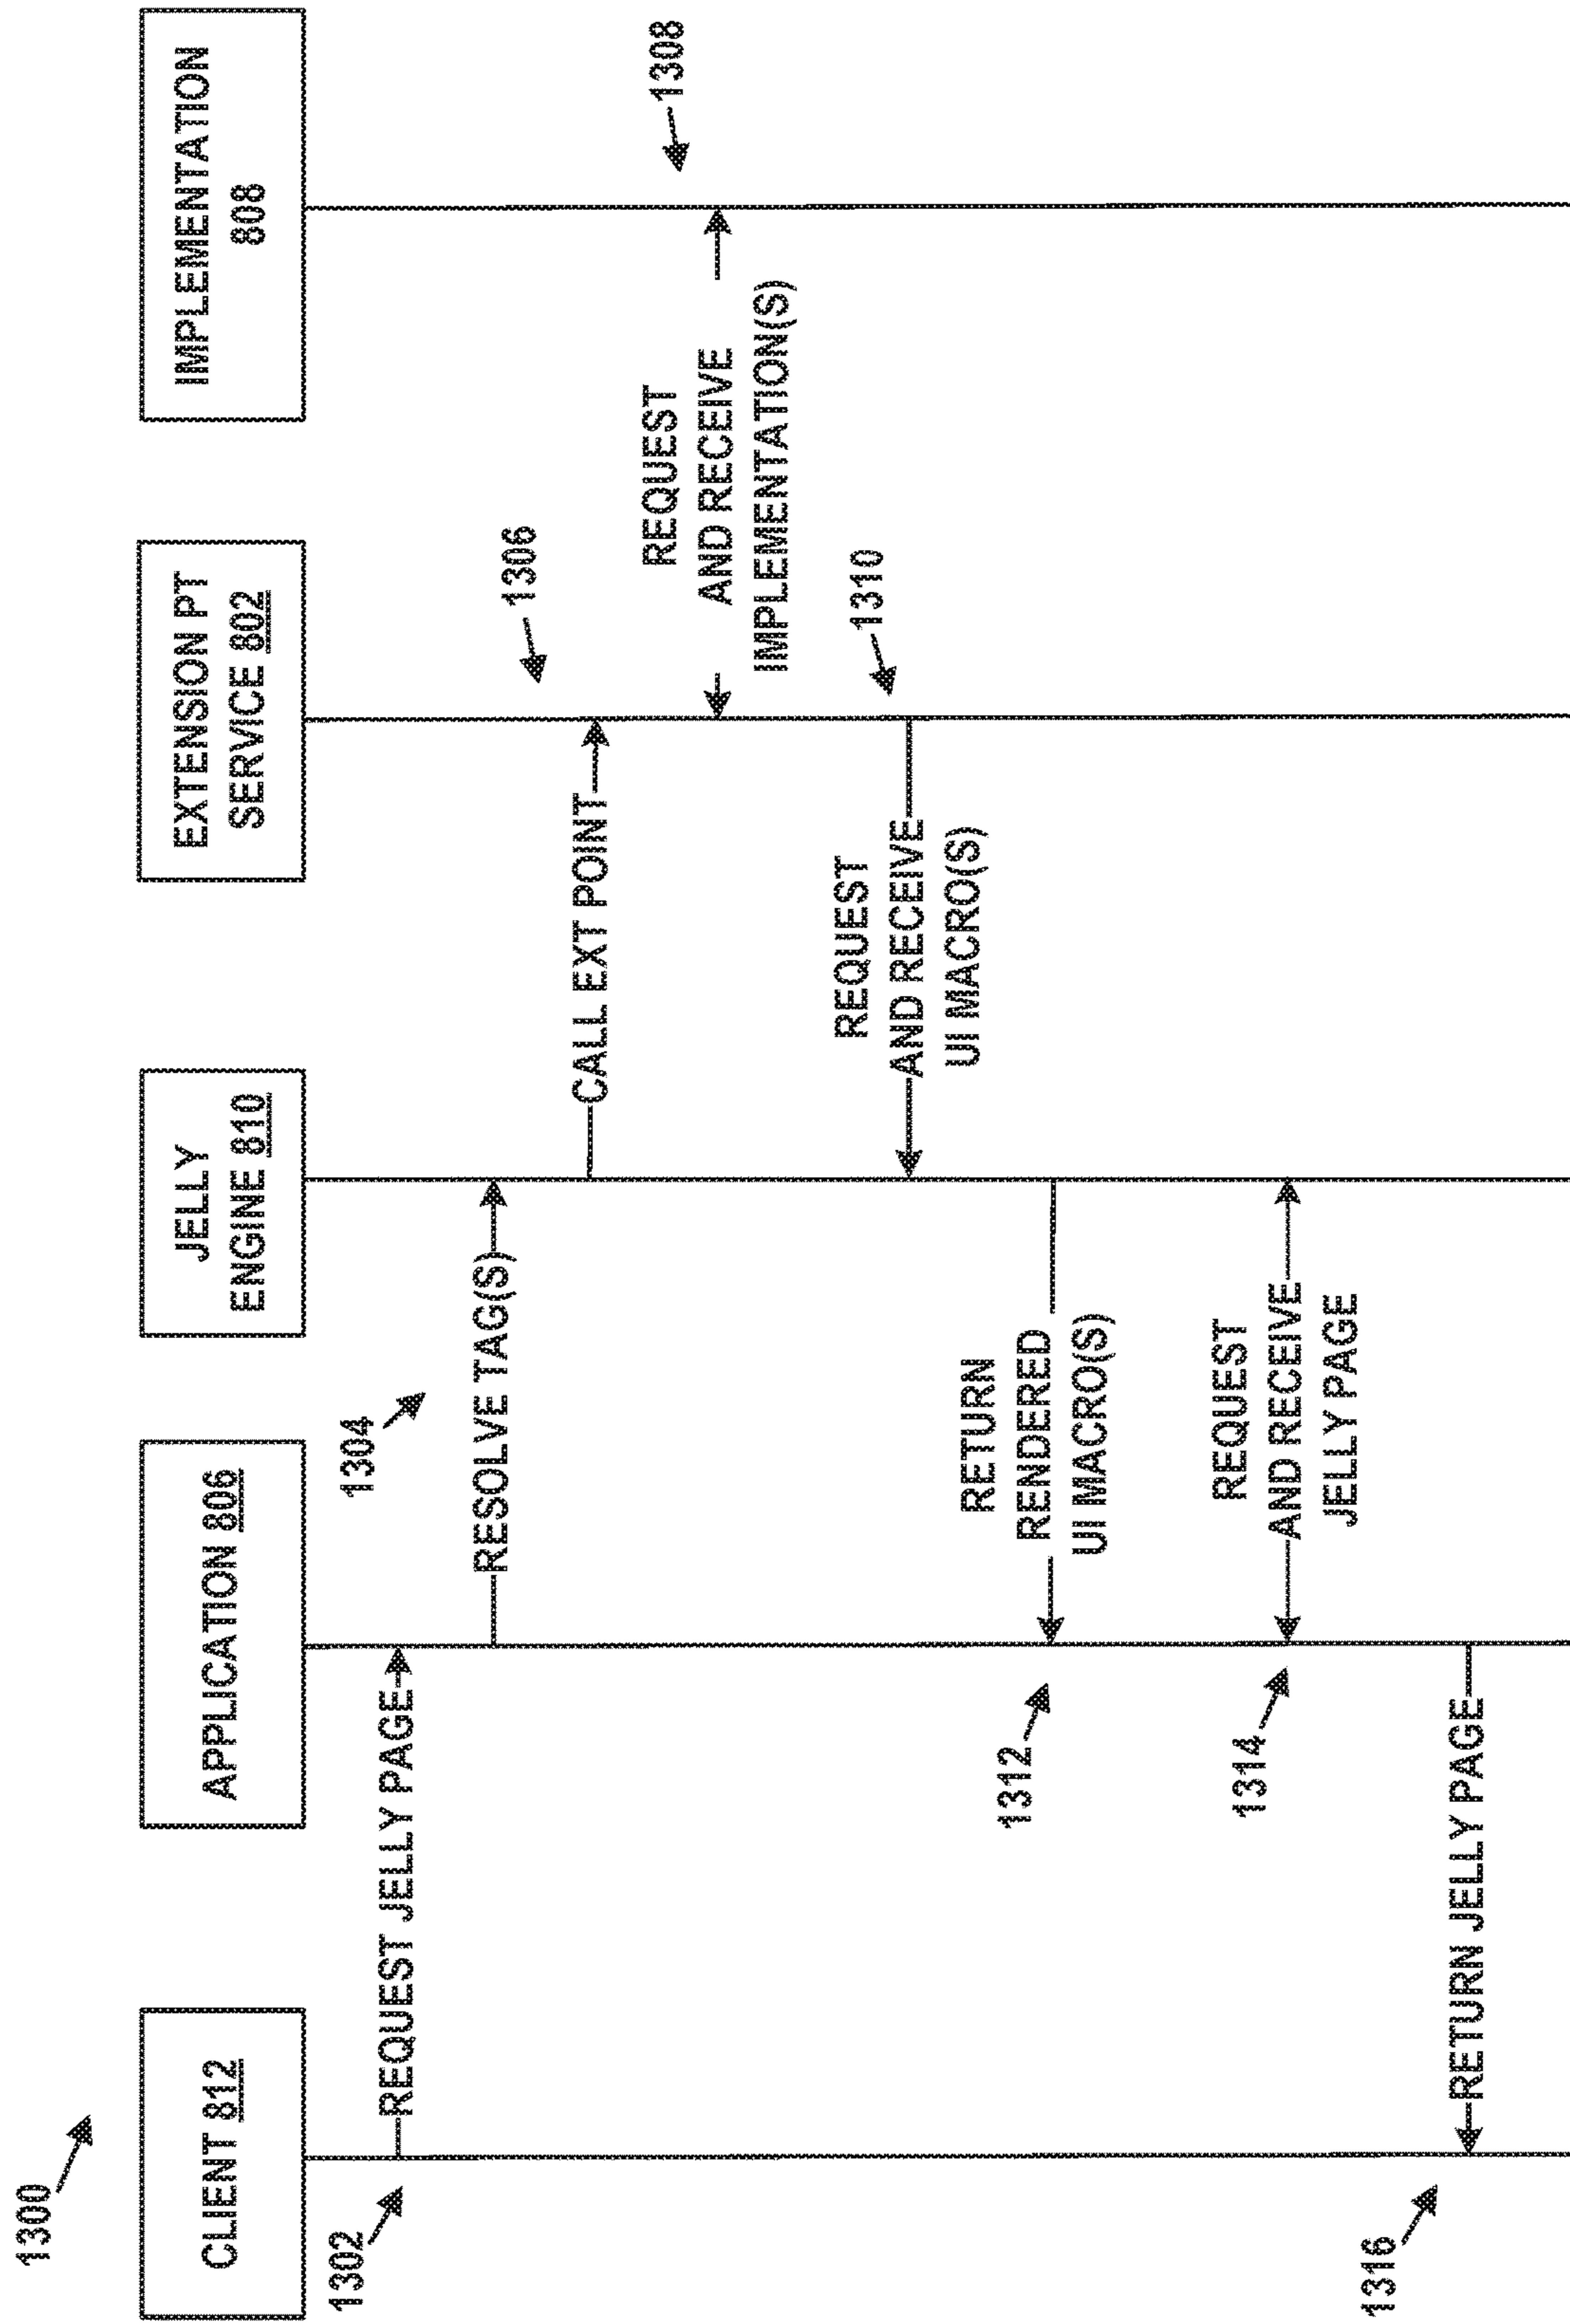 1300
CLIENT 812
APPLICATION 806
JELLY
ENGINE 810
EXTENSION PT
SERVICE 802
IMPLEMENTATION
808
1302
REQUEST JELLY PAGE
1304
RESOLVE TAG(S)
1306
CALL EXT POINT
1308
REQUEST
AND RECEIVE
IMPLEMENTATION(S)
1310
REQUEST
AND RECEIVE
UI MACRO(S)
1312
RETURN
RENDERED
UI MACRO(S)
1314
REQUEST
AND RECEIVE
JELLY PAGE
1316
RETURN JELLY PAGE